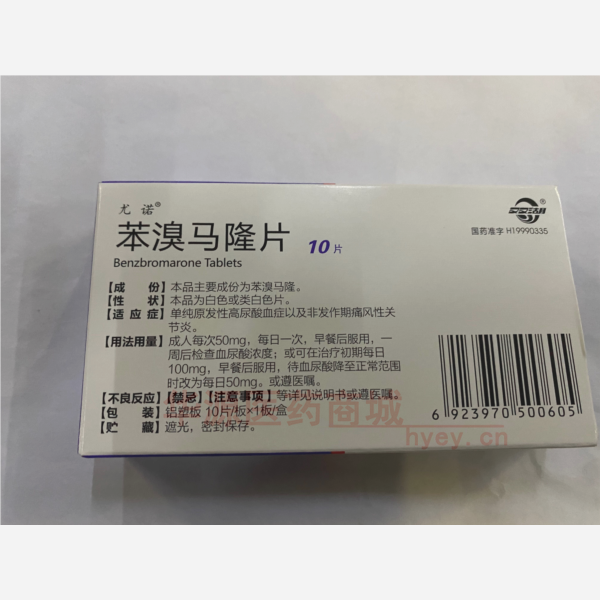 尤诺®
苯溴马隆片 10片
Benzbromarone Tablets
国药准字 H19990335
【成 份】本品主要成份为苯溴马隆。
【性 状】本品为白色或类白色片。
【适 应 症】单纯原发性高尿酸血症以及非发作期痛风性关
节炎。
【用法用量】成人每次50mg，每日一次，早餐后服用，一
周后检查血尿酸浓度；或可在治疗初期每日
100mg，早餐后服用，待血尿酸降至正常范围
时改为每日50mg。或遵医嘱。
【不良反应】【禁忌】【注意事项】等详见说明书或遵医嘱。
【包 装】铝塑板 10片/板×1板/盒
【贮 藏】遮光，密封保存。
6 923970 500605
医药商城
hyey.cn